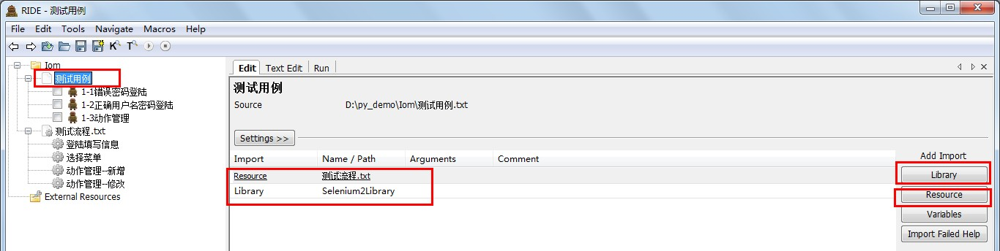 RIDE - 测试用例
File Edit Tools Navigate Macros Help
K T
Iom
测试用例
1-1错误密码登陆
1-2正确用户名密码登陆
1-3动作管理
测试流程.txt
登陆填写信息
选择菜单
动作管理--新增
动作管理--修改
External Resources
Edit Text Edit Run
测试用例
Source D:\py_demo\Iom\测试用例.txt
Settings >>
Import Name / Path Arguments Comment
Resource 测试流程.txt
Library Selenium2Library
Add Import
Library
Resource
Variables
Import Failed Help